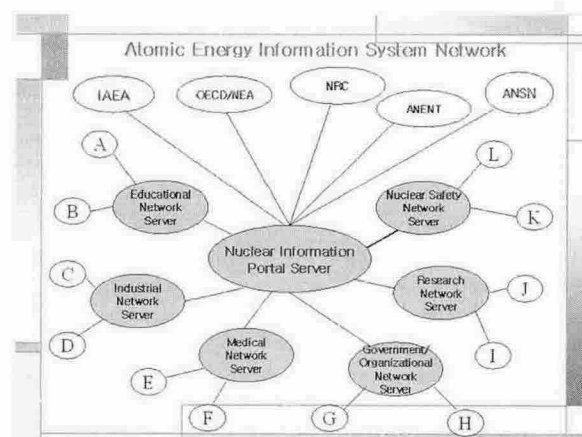 Atomic Energy Information System Network
IAEA
OECD/NEA
NRC
ANENT
ANSN
A
L
B
Educational
Network
Server
Nuclear Safety
Network
Server
K
Nuclear Information
Portal Server
C
Industrial
Network
Server
Research
Network
Server
J
D
Medical
Network
Server
Government/
Organizational
Network
Server
I
E
F
G
H